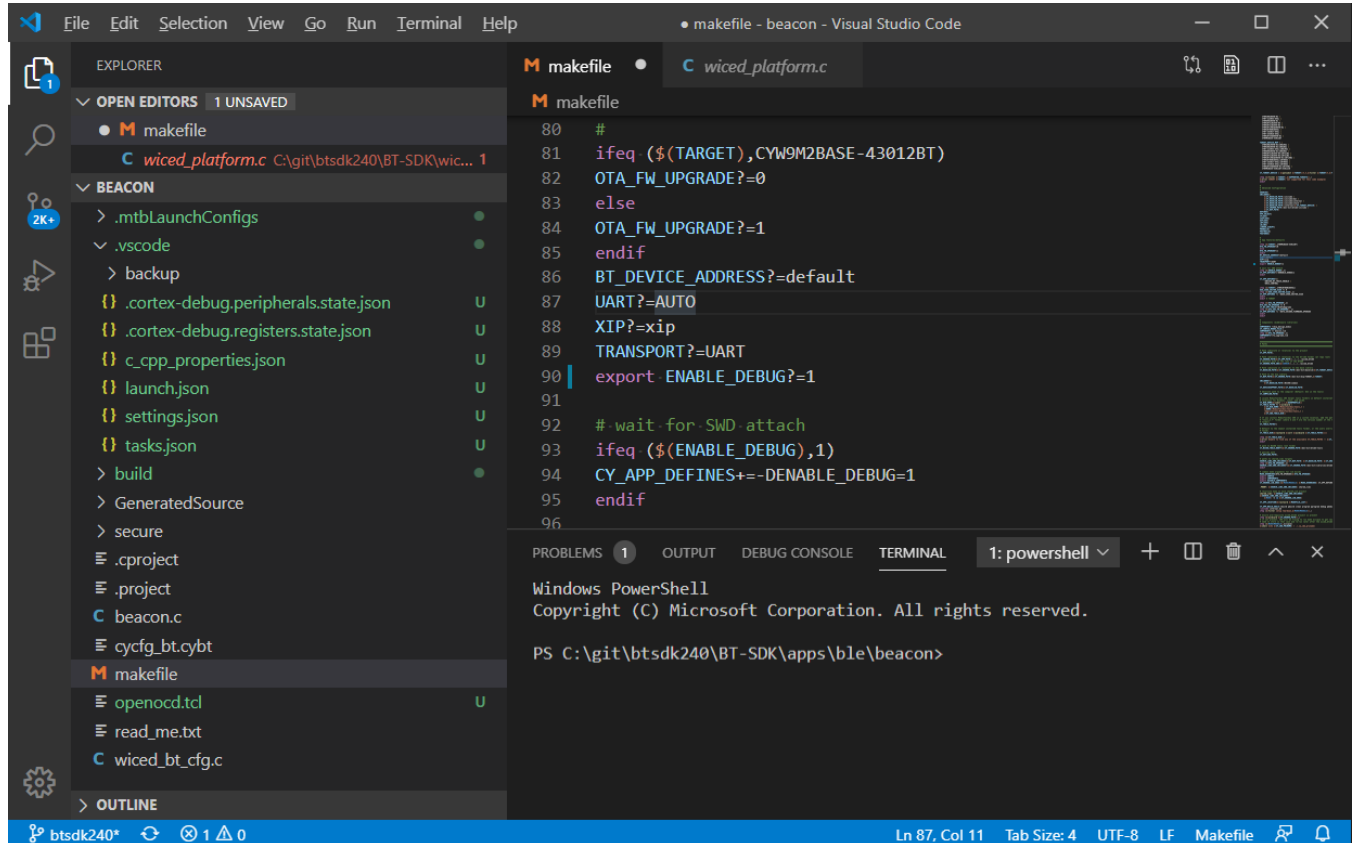 File Edit Selection View Go Run Terminal Help ● makefile - beacon - Visual Studio Code
EXPLORER
OPEN EDITORS 1 UNSAVED
● M makefile
C wiced_platform.c C:\git\btsdk240\BT-SDK\wic... 1
BEACON
.mtbLaunchConfigs
.vscode
backup
{} .cortex-debug.peripherals.state.json U
{} .cortex-debug.registers.state.json U
{} c_cpp_properties.json U
{} launch.json U
{} settings.json U
{} tasks.json U
build
GeneratedSource
secure
.cproject
.project
C beacon.c
cycfg_bt.cybt
M makefile
openocd.tcl U
read_me.txt
C wiced_bt_cfg.c
OUTLINE
1
2K+
M makefile ● C wiced_platform.c
M makefile
80 #
81 ifeq ($(TARGET),CYW9M2BASE-43012BT)
82 OTA_FW_UPGRADE?=0
83 else
84 OTA_FW_UPGRADE?=1
85 endif
86 BT_DEVICE_ADDRESS?=default
87 UART?=AUTO
88 XIP?=xip
89 TRANSPORT?=UART
90 export ENABLE_DEBUG?=1
91
92 # wait for SWD attach
93 ifeq ($(ENABLE_DEBUG),1)
94 CY_APP_DEFINES+=-DENABLE_DEBUG=1
95 endif
96
PROBLEMS 1 OUTPUT DEBUG CONSOLE TERMINAL 1: powershell
Windows PowerShell
Copyright (C) Microsoft Corporation. All rights reserved.
PS C:\git\btsdk240\BT-SDK\apps\ble\beacon>
btsdk240* 1 0 Ln 87, Col 11 Tab Size: 4 UTF-8 LF Makefile